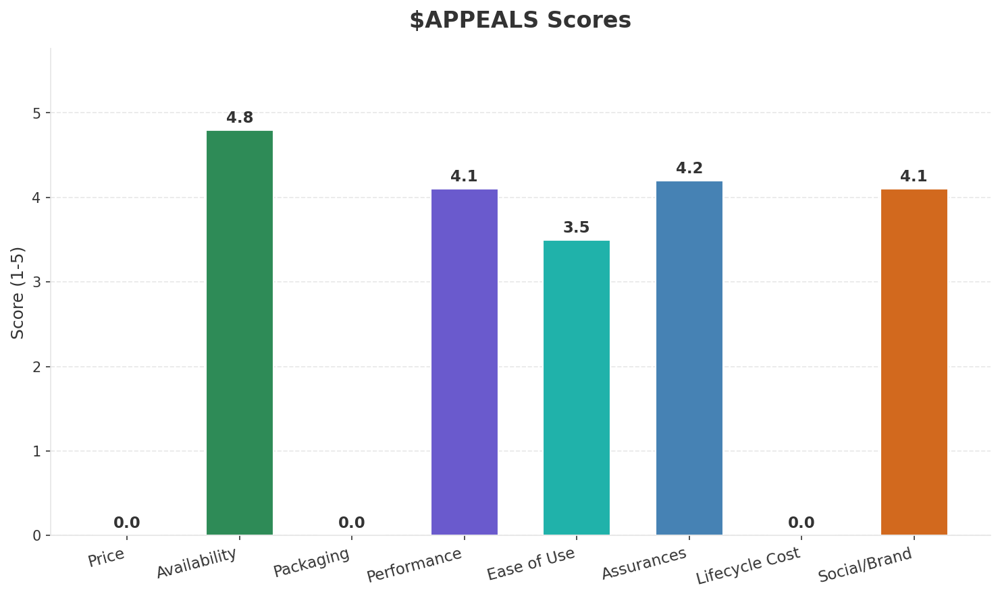 $APPEALS Scores
Score (1-5)
5
4
3
2
1
0
0.0
4.8
0.0
4.1
3.5
4.2
0.0
4.1
Price
Availability
Packaging
Performance
Ease of Use
Assurances
Lifecycle Cost
Social/Brand